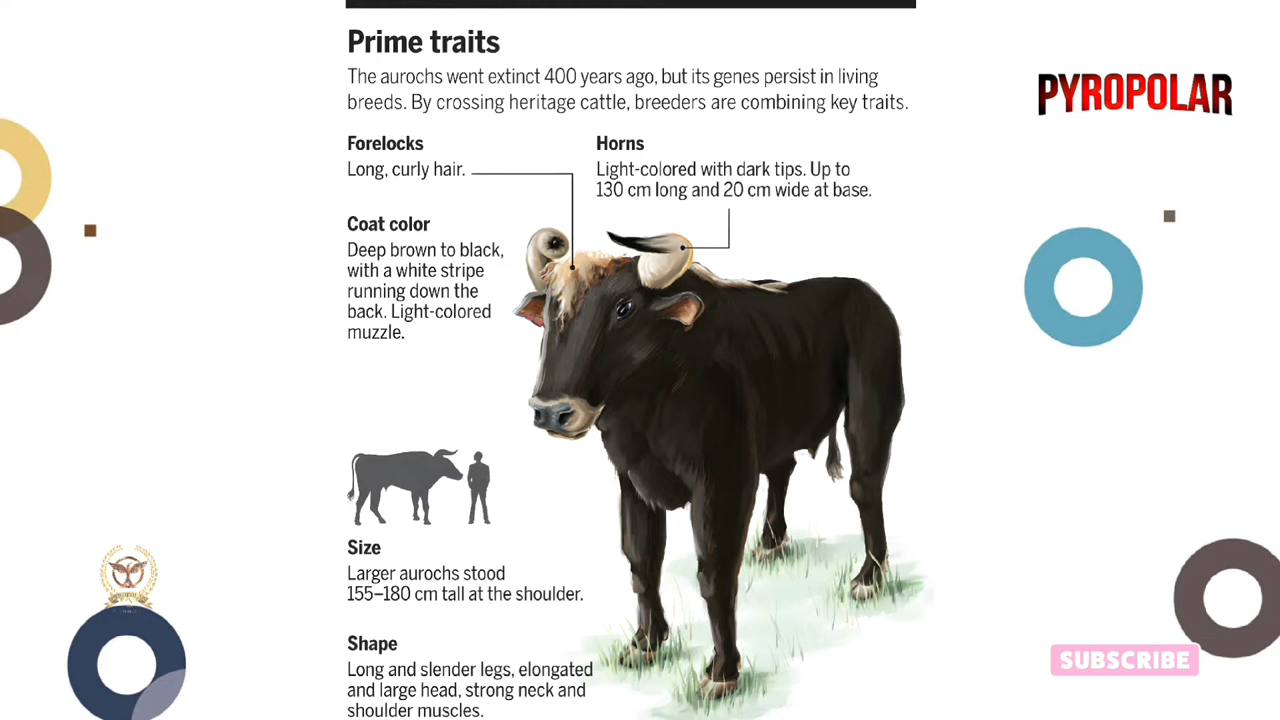 Prime traits
The aurochs went extinct 400 years ago, but its genes persist in living
breeds. By crossing heritage cattle, breeders are combining key traits.
Forelocks
Long, curly hair.
Horns
Light-colored with dark tips. Up to
130 cm long and 20 cm wide at base.
Coat color
Deep brown to black,
with a white stripe
running down the
back. Light-colored
muzzle.
Size
Larger aurochs stood
155–180 cm tall at the shoulder.
Shape
Long and slender legs, elongated
and large head, strong neck and
shoulder muscles.
PYROPOLAR
SUBSCRIBE